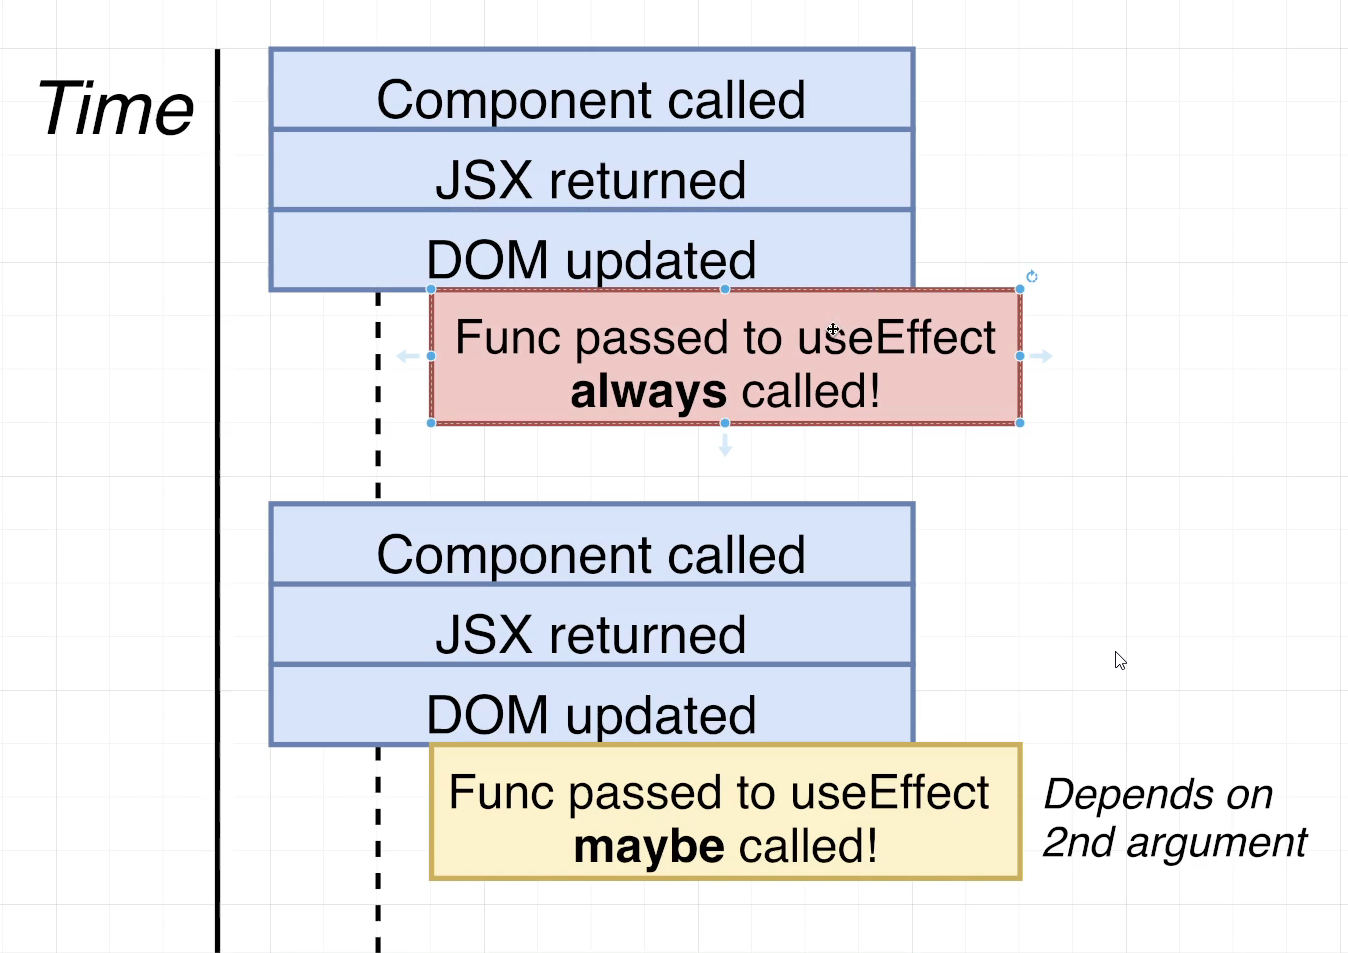 Time
Component called
JSX returned
DOM updated
Func passed to useEffect
always called!
Component called
JSX returned
DOM updated
Func passed to useEffect
maybe called!
Depends on
2nd argument